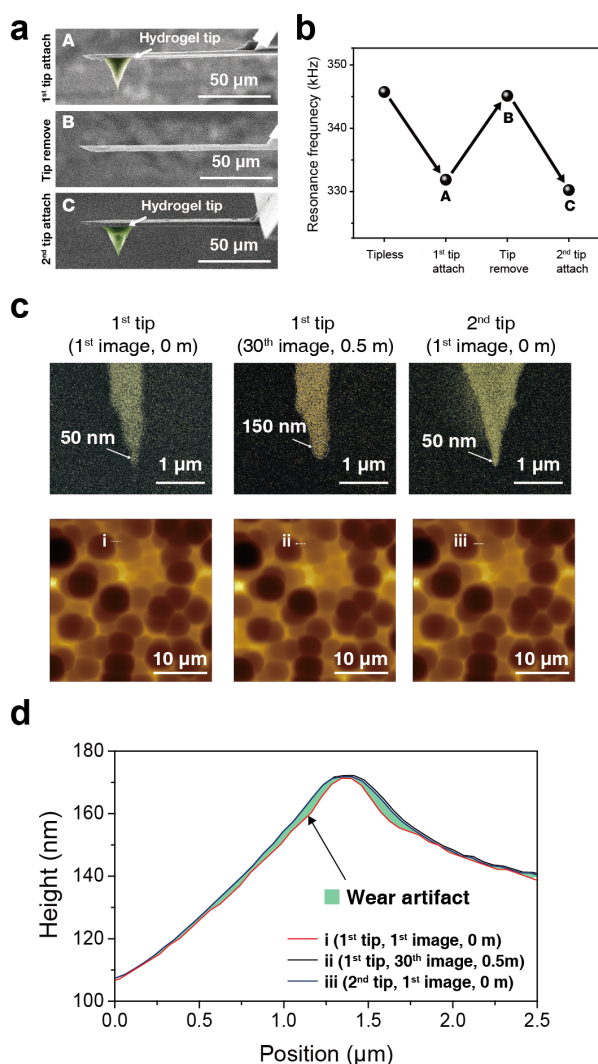 a
A
Hydrogel tip
50 µm
1st tip attach
B
50 µm
Tip remove
C
Hydrogel tip
50 µm
2nd tip attach
b
Resonance frequnecy (kHz)
350
340
330
A
B
C
Tipless
1st tip
attach
Tip
remove
2nd tip
attach
c
1st tip
(1st image, 0 m)
1st tip
(30th image, 0.5 m)
2nd tip
(1st image, 0 m)
50 nm
1 µm
150 nm
1 µm
50 nm
1 µm
i
10 µm
ii
10 µm
iii
10 µm
d
Height (nm)
180
160
140
120
100
Wear artifact
i (1st tip, 1st image, 0 m)
ii (1st tip, 30th image, 0.5m)
iii (2nd tip, 1st image, 0 m)
0.0
0.5
1.0
1.5
2.0
2.5
Position (µm)